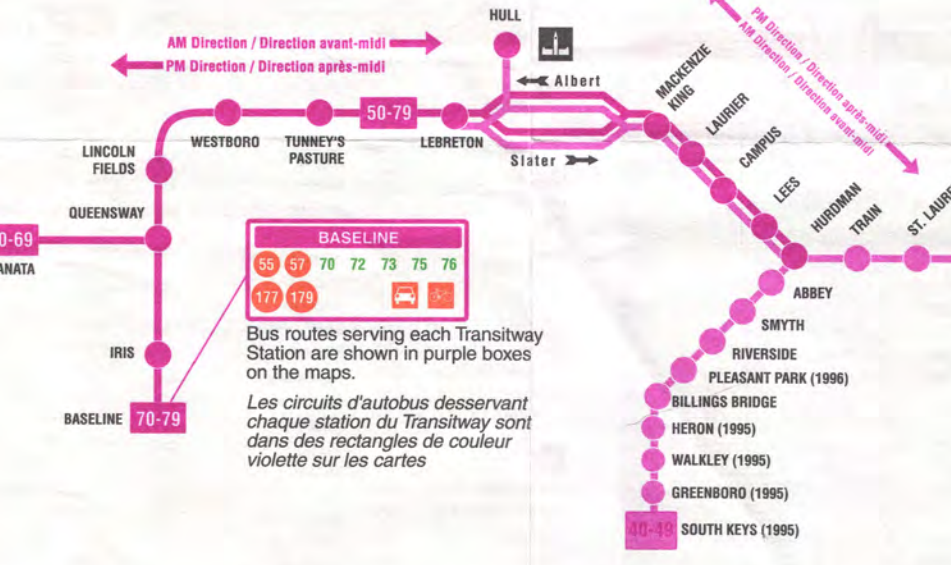 HULL
AM Direction / Direction avant-midi
PM Direction / Direction après-midi
Albert
PM Direction / Direction après-midi
AM Direction / Direction avant-midi
MACKENZIE
KING
LAURIER
CAMPUS
LEES
HURDMAN
TRAIN
ST. LAURE
50-79
WESTBORO
TUNNEY'S
PASTURE
LEBRETON
Slater
LINCOLN
FIELDS
QUEENSWAY
0-69
ANATA
IRIS
BASELINE
70-79
BASELINE
55 57 70 72 73 75 76
177 179
Bus routes serving each Transitway
Station are shown in purple boxes
on the maps.
Les circuits d'autobus desservant
chaque station du Transitway sont
dans des rectangles de couleur
violette sur les cartes
ABBEY
SMYTH
RIVERSIDE
PLEASANT PARK (1996)
BILLINGS BRIDGE
HERON (1995)
WALKLEY (1995)
GREENBORO (1995)
40-49
SOUTH KEYS (1995)